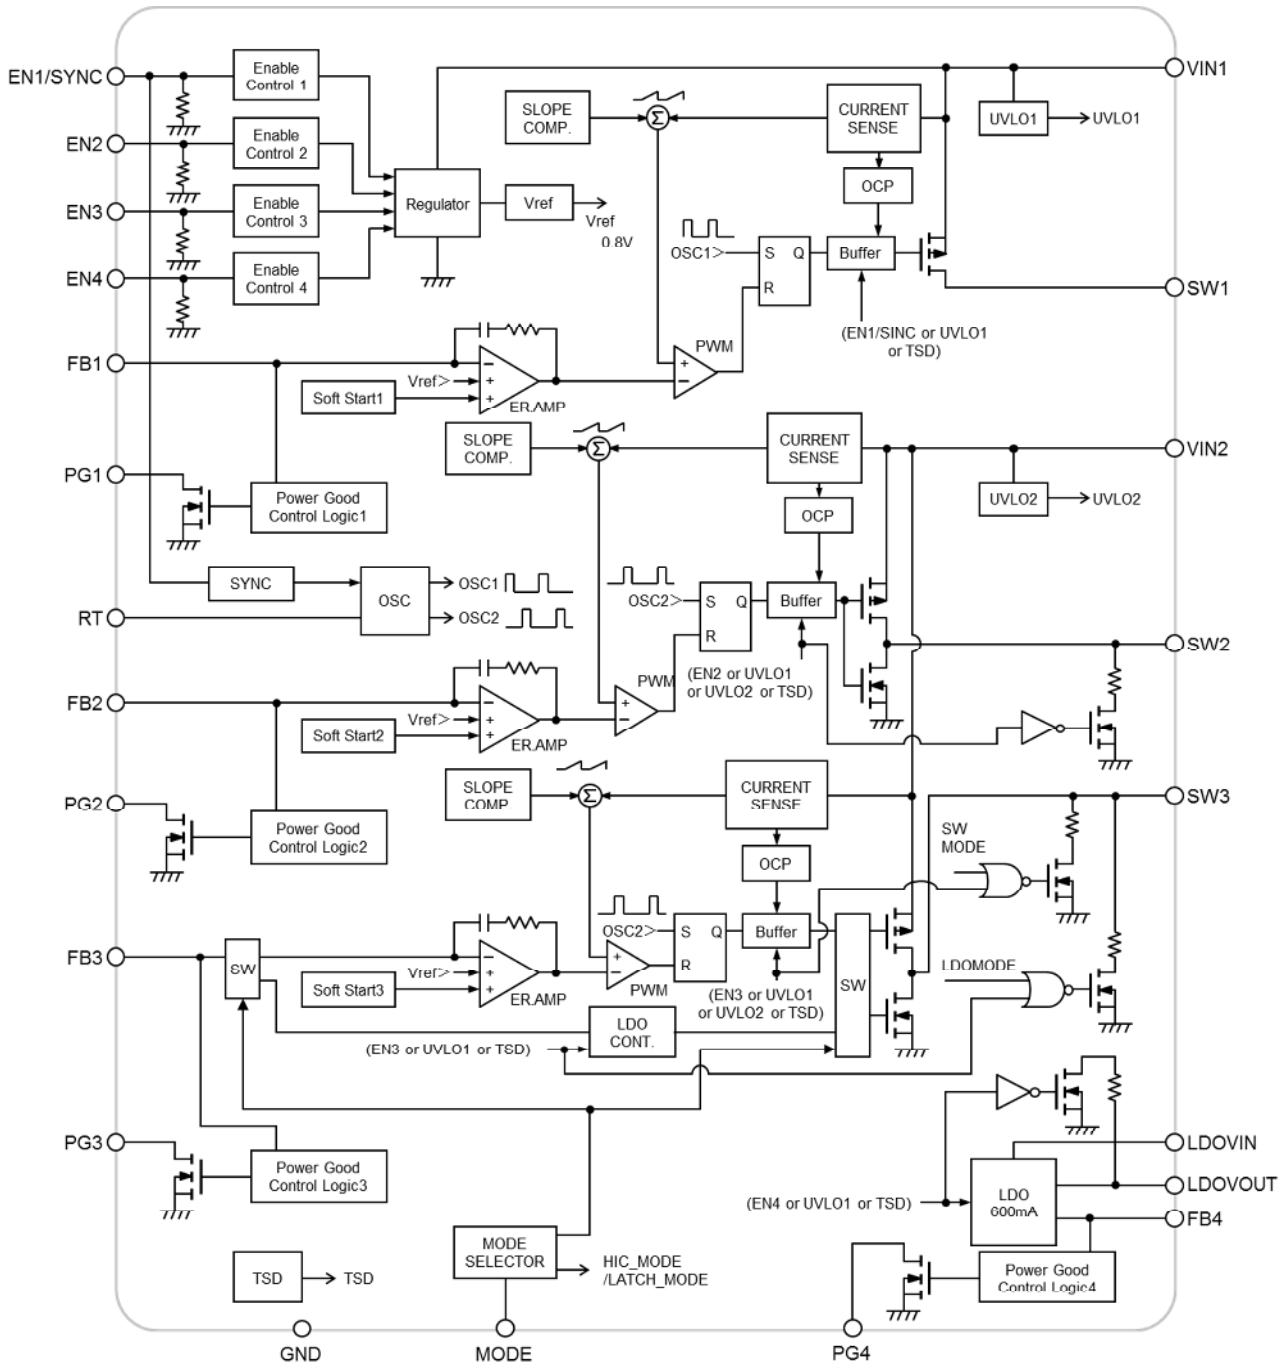 EN1/SYNC
Enable
Control 1
EN2
Enable
Control 2
EN3
Enable
Control 3
EN4
Enable
Control 4
Regulator
Vref
Vref
0.8V
SLOPE
COMP.
Σ
CURRENT
SENSE
OCP
VIN1
UVLO1
UVLO1
OSC1>
S
Q
R
Buffer
SW1
(EN1/SINC or UVLO1
or TSD)
FB1
Vref>
Soft Start1
−
+
+
ER.AMP
+
−
PWM
PG1
Power Good
Control Logic1
SLOPE
COMP.
Σ
CURRENT
SENSE
OCP
VIN2
UVLO2
UVLO2
SYNC
OSC
OSC1
OSC2
RT
OSC2>
S
Q
R
Buffer
SW2
(EN2 or UVLO1
or UVLO2 or TSD)
FB2
Vref>
Soft Start2
−
+
+
ER.AMP
+
−
PWM
PG2
Power Good
Control Logic2
SLOPE
COMP
Σ
CURRENT
SENSE
OCP
SW3
SW
MODE
OSC2>
S
Q
R
Buffer
FB3
SW
Vref>
Soft Start3
−
+
+
ER.AMP
+
−
PWM
(EN3 or UVLO1
or UVLO2 or TSD)
SW
LDOMODE
LDO
CONT.
(EN3 or UVLO1 or TSD)
PG3
Power Good
Control Logic3
LDOVIN
LDOVOUT
FB4
LDO
600mA
(EN4 or UVLO1 or TSD)
MODE
SELECTOR
HIC_MODE
/LATCH_MODE
TSD
TSD
Power Good
Control Logic4
GND
MODE
PG4